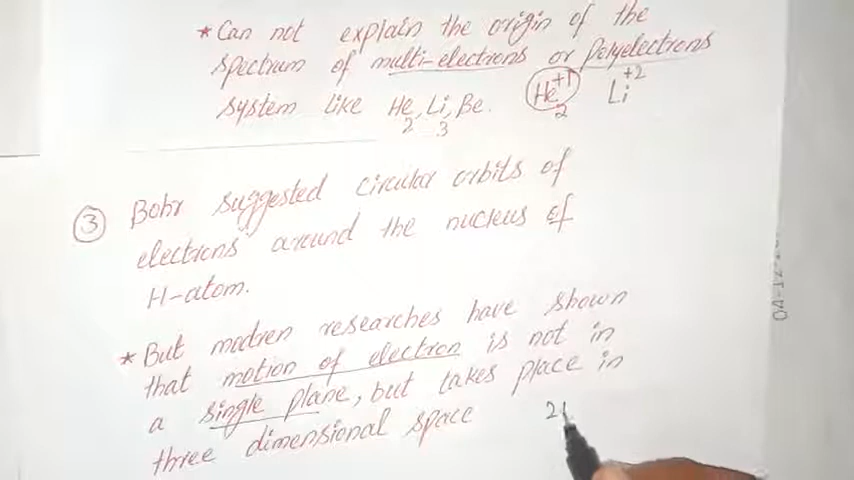 *Can not explain the origin of the
spectrum of multi-electrons or polyelectrons
system like He, Li, Be. He+1 Li+2
2 3 2
③ Bohr suggested circular orbits of
electrons around the nucleus of
H-atom.
*But modren researches have shown
that motion of electron is not in
a single plane, but takes place in
three dimensional space
04-12-2